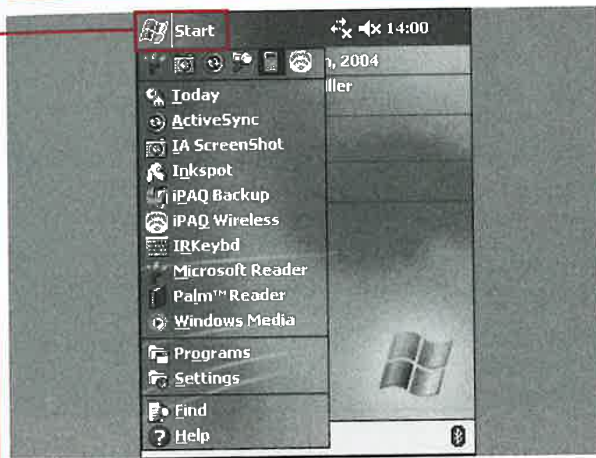 Start 14:00
, 2004
ller
Today
ActiveSync
IA ScreenShot
Inkspot
iPAQ Backup
iPAQ Wireless
IRKeybd
Microsoft Reader
Palm™ Reader
Windows Media
Programs
Settings
Find
Help